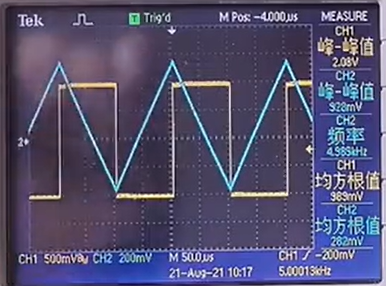 Tek T Trig'd M Pos: -4.000us MEASURE
CH1
峰-峰值
2.08V
CH2
峰-峰值
928mV
CH2
频率
4.989kHz
CH1
均方根值
989mV
CH2
均方根值
282mV
2
CH1 500mVBw CH2 200mV M 50.0us CH1 / -200mV
21-Aug-21 10:17 5.00013kHz